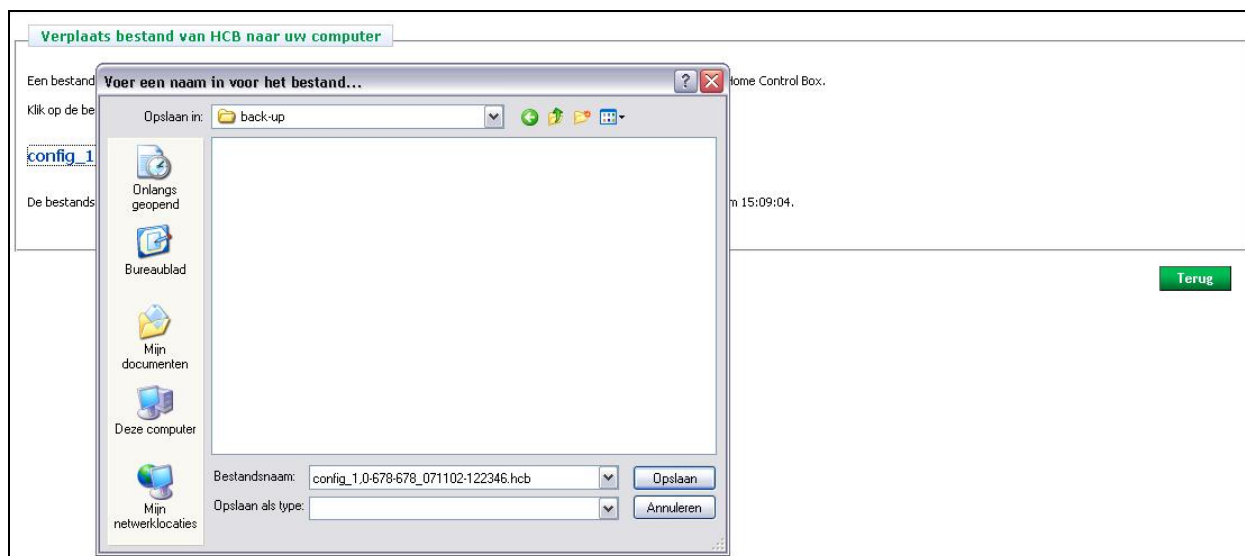 Verplaats bestand van HCB naar uw computer
Een bestand
Voer een naam in voor het bestand...
Home Control Box.
Klik op de be
Opslaan in:
back-up
config_1
Onlangs
geopend
De bestands
15:09:04.
Bureaublad
Terug
Mijn
documenten
Deze computer
Bestandsnaam:
config_1,0-678-678_071102-122346.hcb
Opslaan
Mijn
netwerklocaties
Opslaan als type:
Annuleren